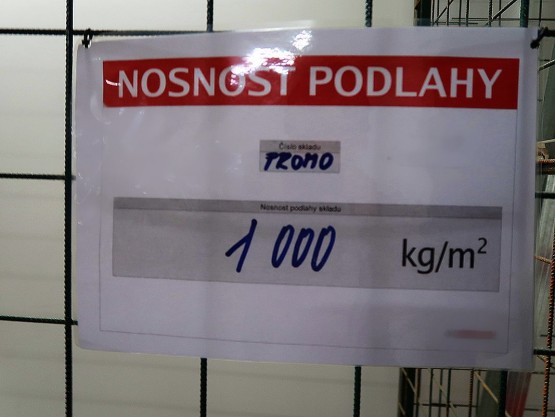 NOSNOST PODLAHY
Číslo skladu
PROMO
Nosnost podlahy skladu
1 000 kg/m²